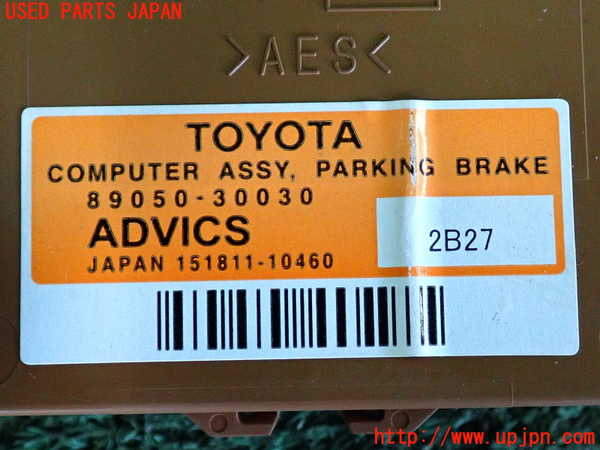 USED PARTS JAPAN
>AES<
TOYOTA
COMPUTER ASSY, PARKING BRAKE
89050-30030
ADVICS
2B27
JAPAN 151811-10460
http://www.upjpn.com